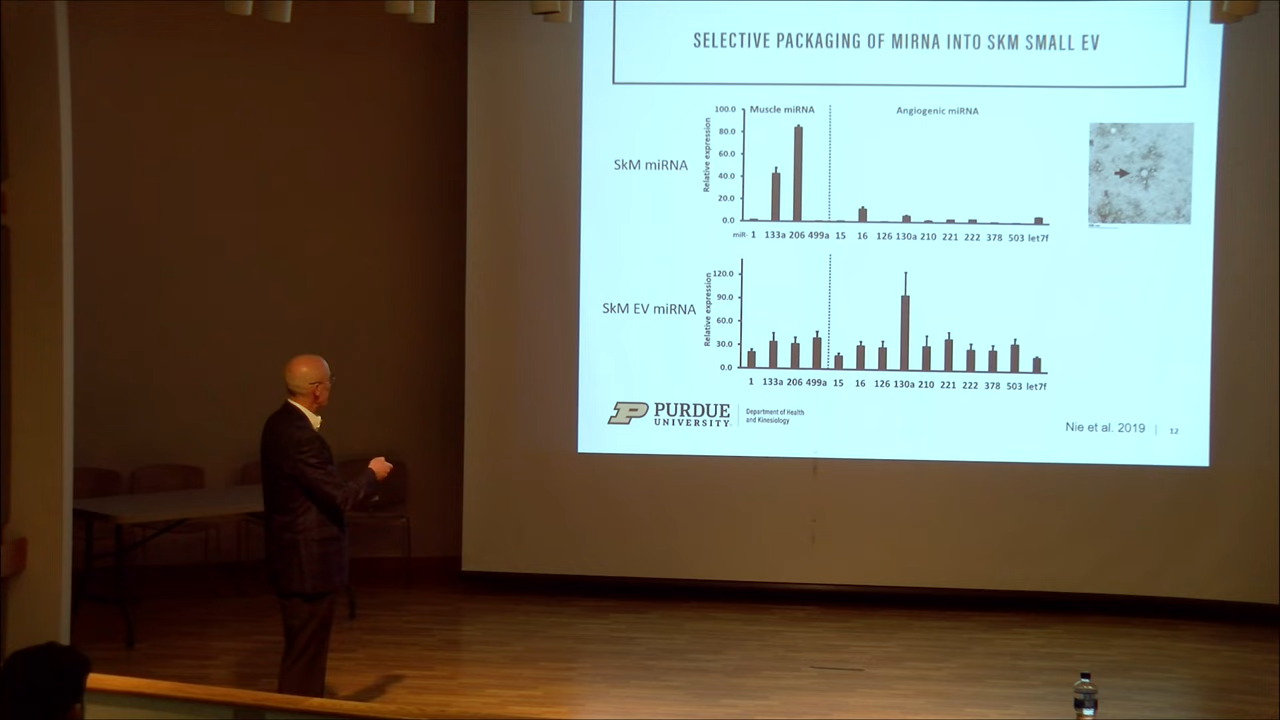 SELECTIVE PACKAGING OF MIRNA INTO SKM SMALL EV
Muscle miRNA
Angiogenic miRNA
SkM miRNA
Relative expression
100.0
80.0
60.0
40.0
20.0
0.0
miR- 1 133a 206 499a 15 16 126 130a 210 221 222 378 503 let7f
SkM EV miRNA
Relative expression
120.0
90.0
60.0
30.0
0.0
1 133a 206 499a 15 16 126 130a 210 221 222 378 503 let7f
PURDUE
UNIVERSITY
Department of Health
and Kinesiology
Nie et al. 2019 | 12